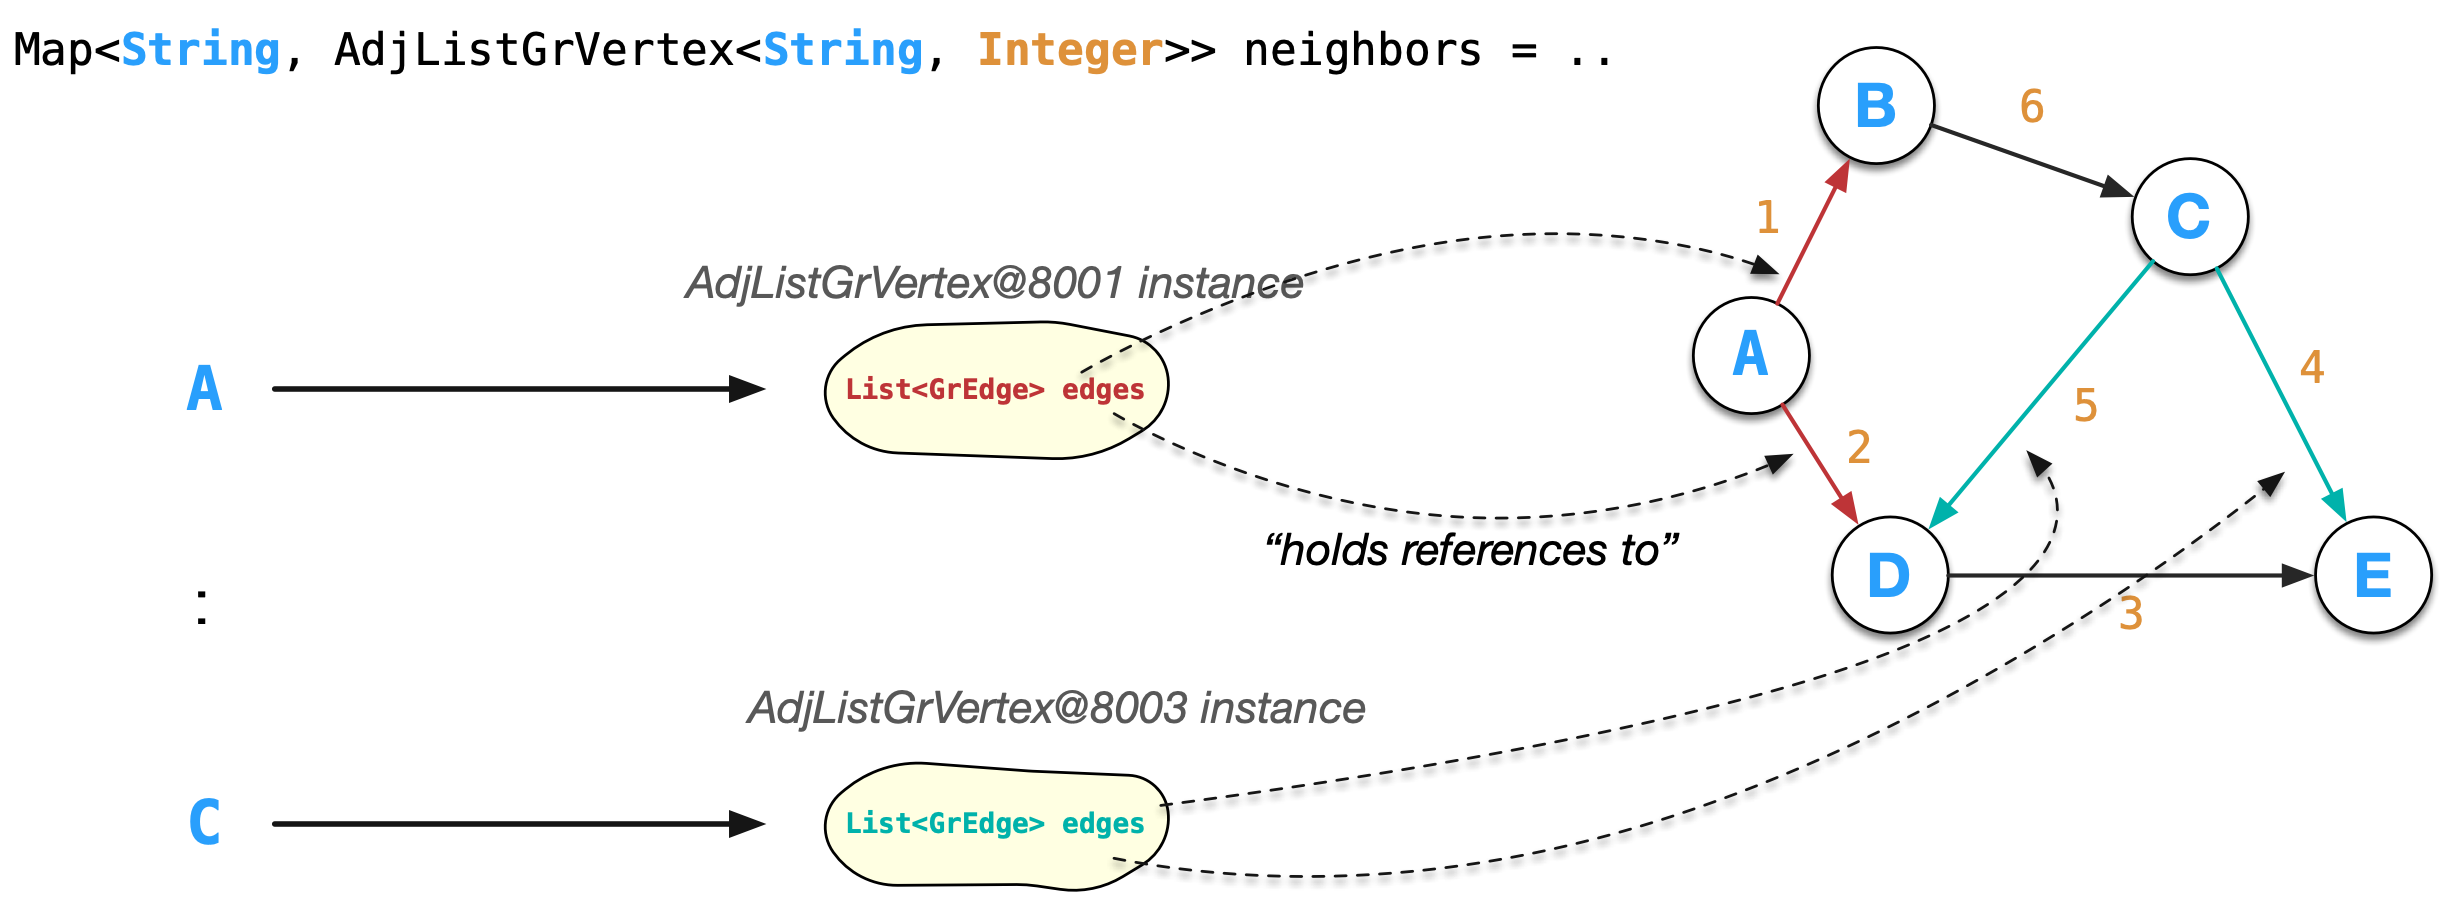 Map<String, AdjListGrVertex<String, Integer>> neighbors = ..
B
6
C
1
AdjListGrVertex@8001 instance
A
4
A
List<GrEdge> edges
5
2
“holds references to”
D
E
:
3
AdjListGrVertex@8003 instance
C
List<GrEdge> edges